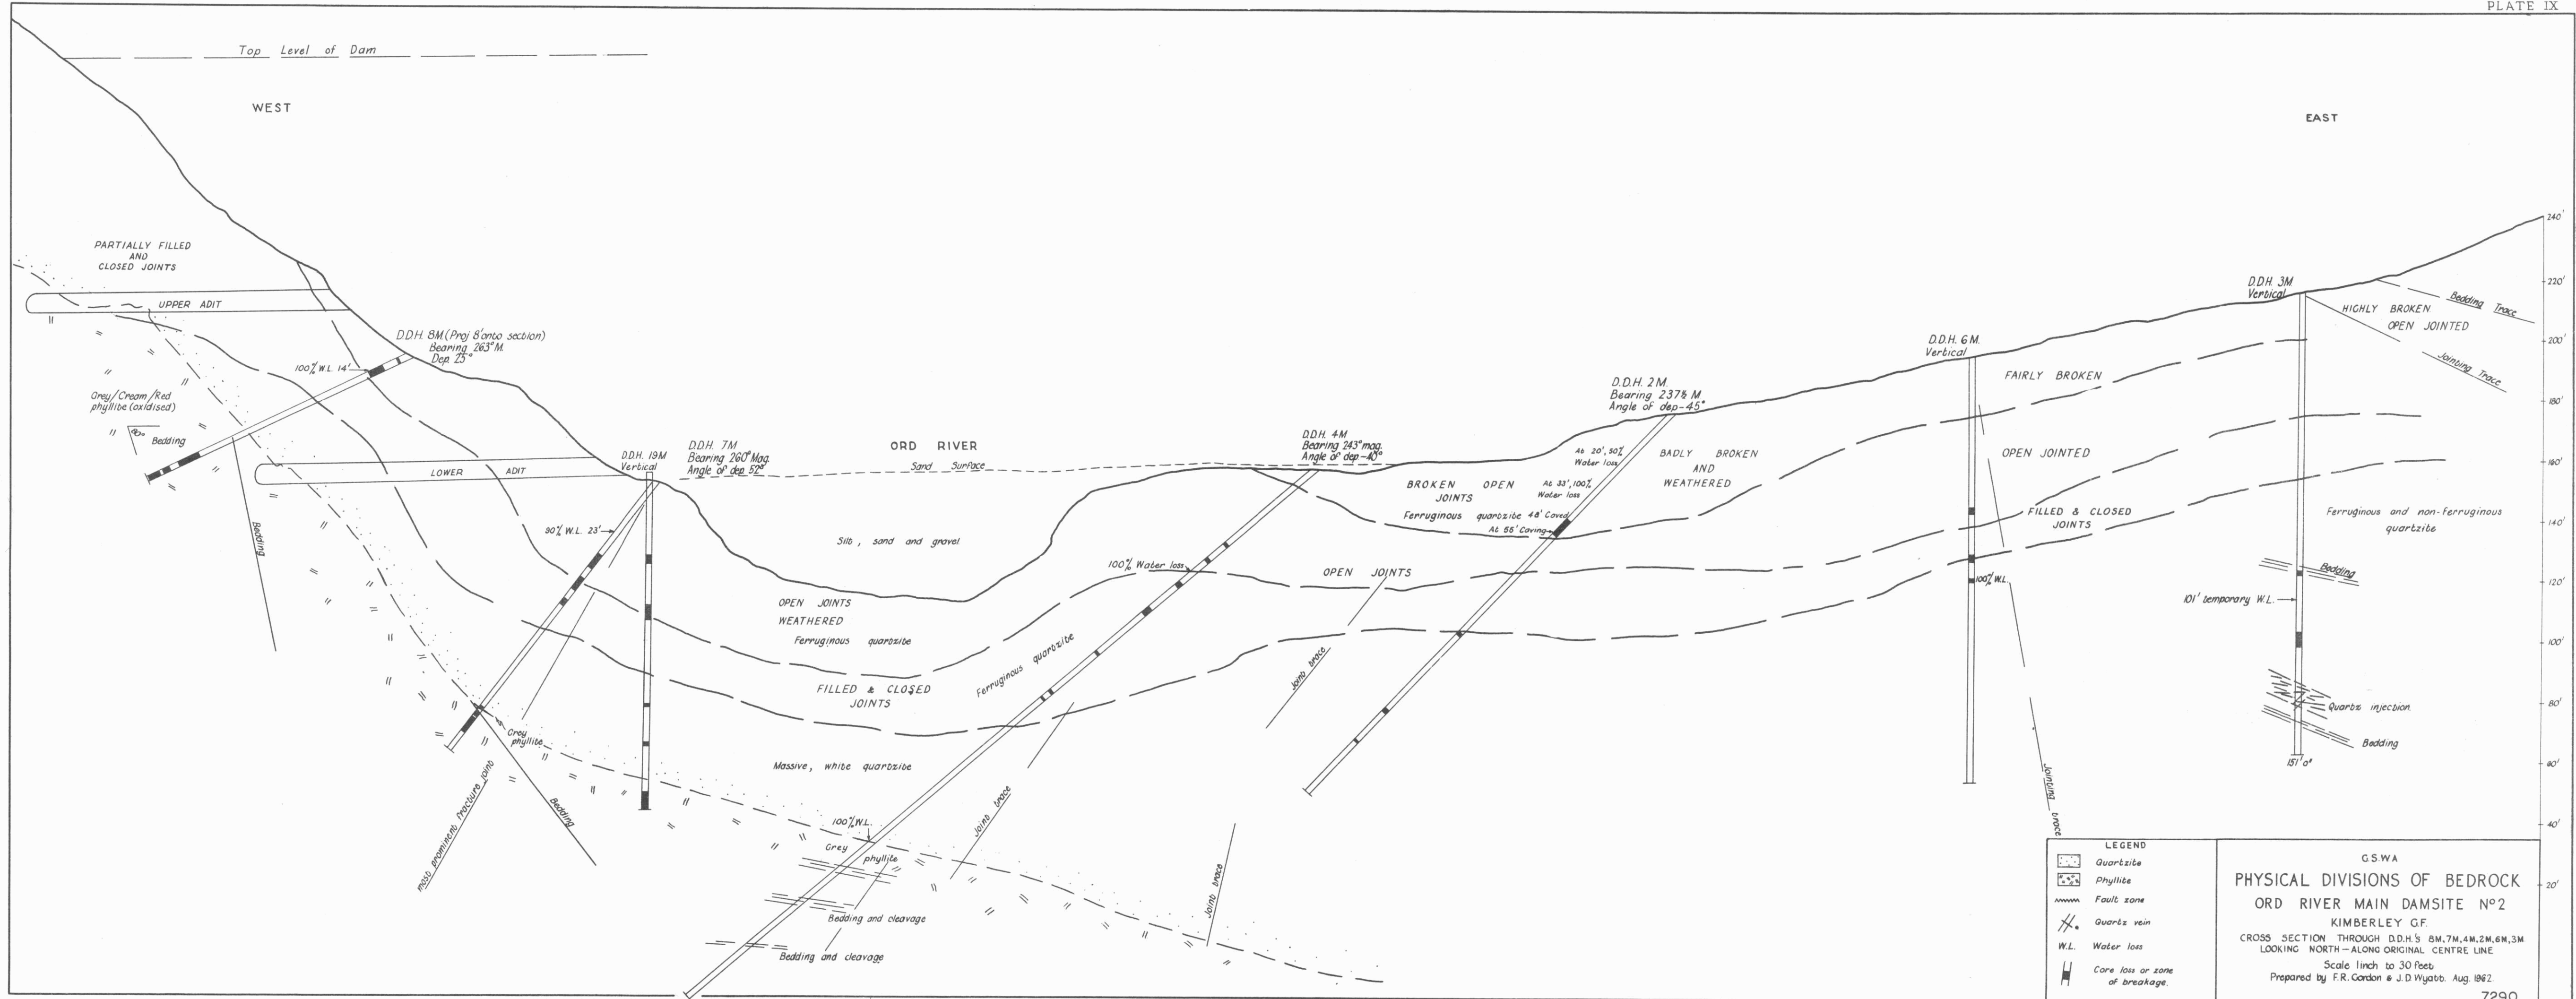 PLATE IX
Top Level of Dam
WEST
EAST
PARTIALLY FILLED
AND
CLOSED JOINTS
UPPER ADIT
D.D.H. 8M (Proj 8' onto section)
Bearing 263° M.
Dep. 25°
100% W.L. 14'
Grey/Cream/Red
phyllite (oxidised)
80°
Bedding
LOWER ADIT
Bedding
D.D.H. 19M
Vertical
D.D.H. 7M
Bearing 260° Mag.
Angle of dep. 52°
90% W.L. 23'
ORD RIVER
Sand Surface
Silt, sand and gravel
OPEN JOINTS
WEATHERED
Ferruginous quartzite
FILLED & CLOSED
JOINTS
Massive, white quartzite
Grey
phyllite
most prominent fracture joint
Bedding
D.D.H. 4M
Bearing 243° mag.
Angle of dep-40°
100% Water loss
Ferruginous quartzite
100% W.L.
Grey
phyllite
Bedding and cleavage
Bedding and cleavage
Joint trace
Joint trace
Joint trace
OPEN JOINTS
BROKEN OPEN
JOINTS
Ferruginous quartzite
D.D.H. 2M.
Bearing 237½ M
Angle of dep-45°
At 20', 50%
Water loss
At 33', 100%
Water loss
48' Caved
At 55' Caving
BADLY BROKEN
AND
WEATHERED
D.D.H. 6M.
Vertical
FAIRLY BROKEN
OPEN JOINTED
FILLED & CLOSED
JOINTS
100% W.L.
Jointing trace
D.D.H. 3M
Vertical
HIGHLY BROKEN
OPEN JOINTED
Bedding Trace
Jointing Trace
Ferruginous and non-ferruginous
quartzite
Bedding
101' temporary W.L.
Quartz injection
Bedding
151' 0"
240'
220'
200'
180'
160'
140'
120'
100'
80'
60'
40'
20'
LEGEND
Quartzite
Phyllite
Fault zone
Quartz vein
W.L. Water loss
Core loss or zone
of breakage.
G.S.W.A
PHYSICAL DIVISIONS OF BEDROCK
ORD RIVER MAIN DAMSITE Nº2
KIMBERLEY G.F.
CROSS SECTION THROUGH D.D.H.'s 8M,7M,4M,2M,6M,3M
LOOKING NORTH — ALONG ORIGINAL CENTRE LINE
Scale 1 inch to 30 feet
Prepared by F.R. Gordon & J.D. Wyatt. Aug. 1962.
7290